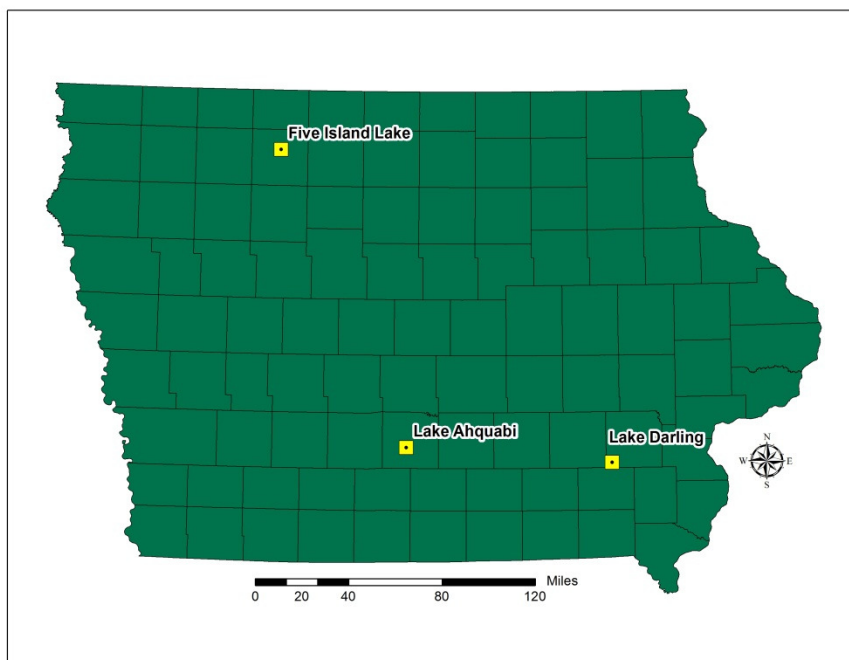 Five Island Lake
Lake Ahquabi
Lake Darling
N
W E
S
Miles
0 20 40 80 120